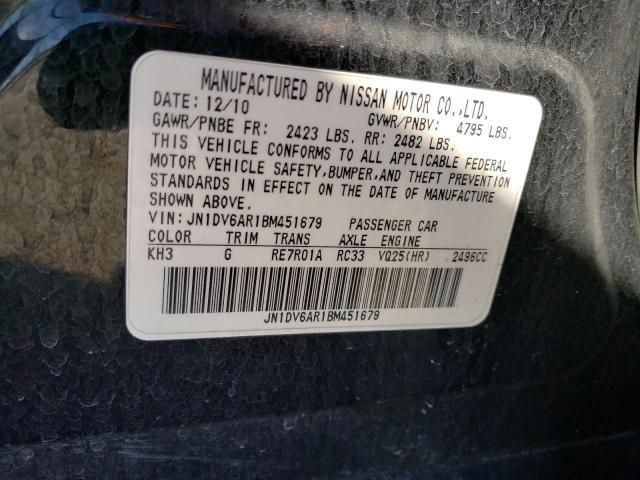 MANUFACTURED BY NISSAN MOTOR CO.,LTD.
DATE: 12/10 GVWR/PNBV: 4795 LBS.
GAWR/PNBE FR: 2423 LBS. RR: 2482 LBS.
THIS VEHICLE CONFORMS TO ALL APPLICABLE FEDERAL
MOTOR VEHICLE SAFETY, BUMPER, AND THEFT PREVENTION
STANDARDS IN EFFECT ON THE DATE OF MANUFACTURE
SHOWN ABOVE.
VIN: JN1DV6AR1BM451679 PASSENGER CAR
COLOR TRIM TRANS AXLE ENGINE
KH3 G RE7R01A RC33 VQ25(HR) 2496CC
JN1DV6AR1BM451679